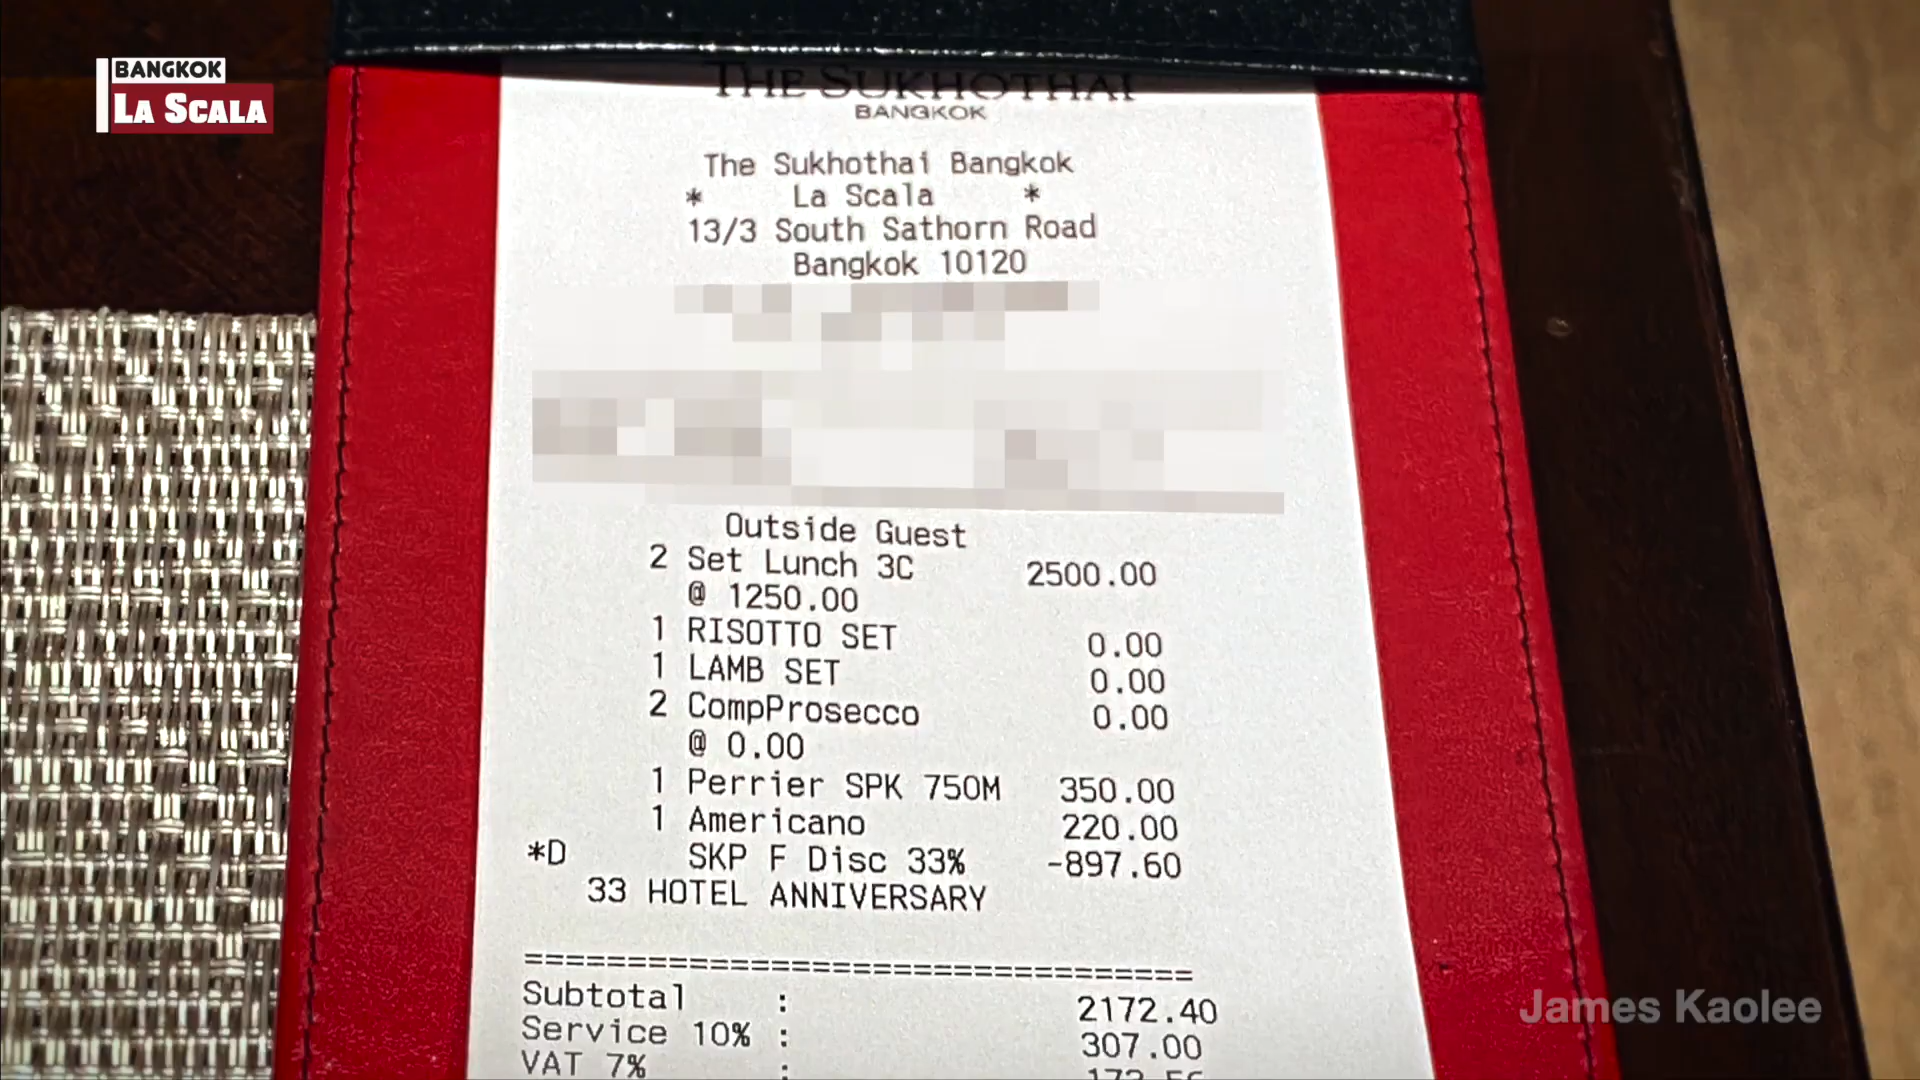 BANGKOK
LA SCALA
THE SUKHOTHAI
BANGKOK
The Sukhothai Bangkok
* La Scala *
13/3 South Sathorn Road
Bangkok 10120
Outside Guest
2 Set Lunch 3C 2500.00
@ 1250.00
1 RISOTTO SET 0.00
1 LAMB SET 0.00
2 CompProsecco 0.00
@ 0.00
1 Perrier SPK 750M 350.00
1 Americano 220.00
*D SKP F Disc 33% -897.60
33 HOTEL ANNIVERSARY
=================================
Subtotal : 2172.40
Service 10% : 307.00
VAT 7% :
James Kaolee